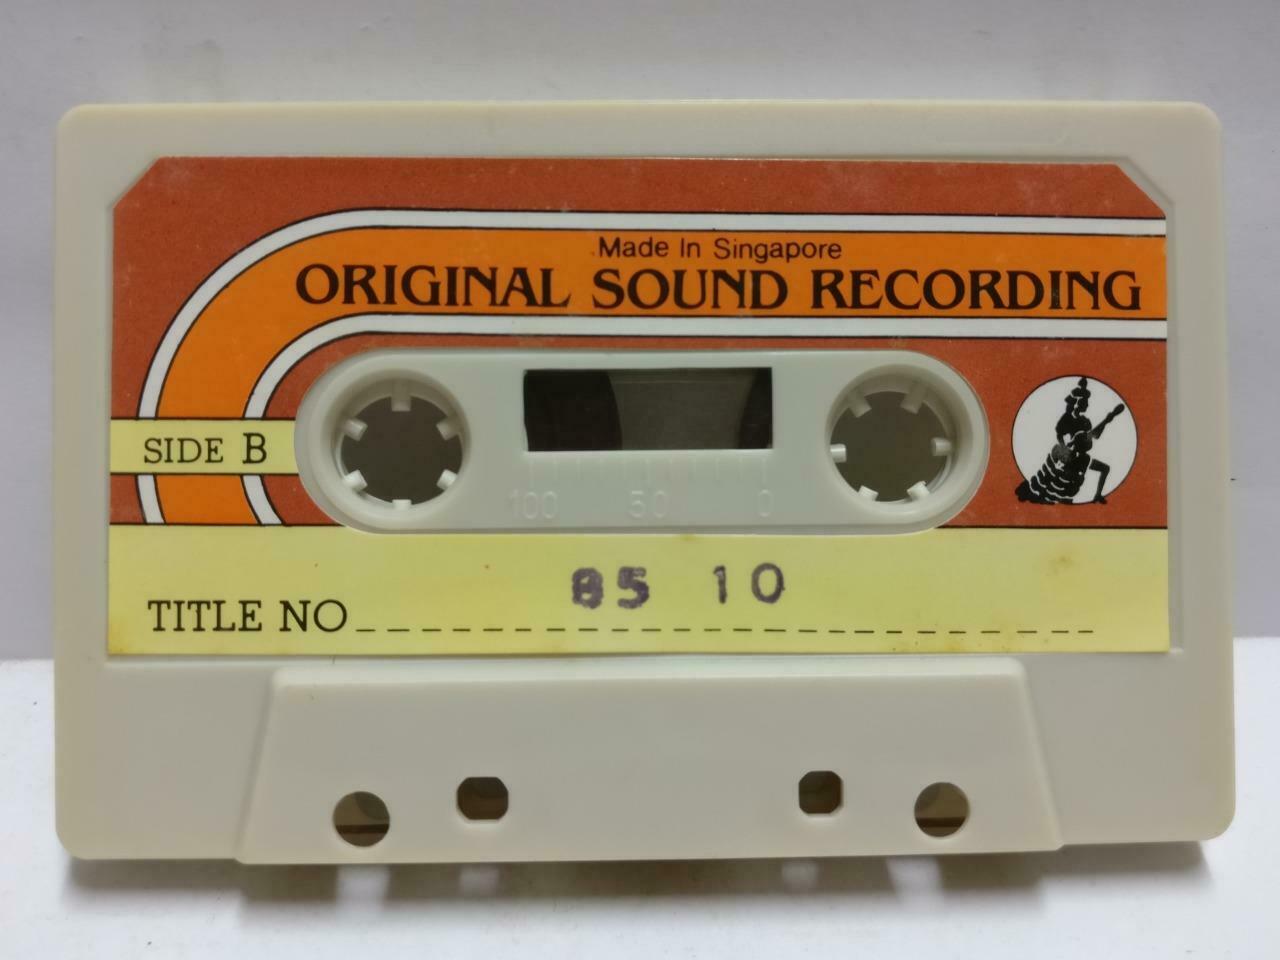 Made In Singapore
ORIGINAL SOUND RECORDING
SIDE B
100 50 0
TITLE NO 85 10